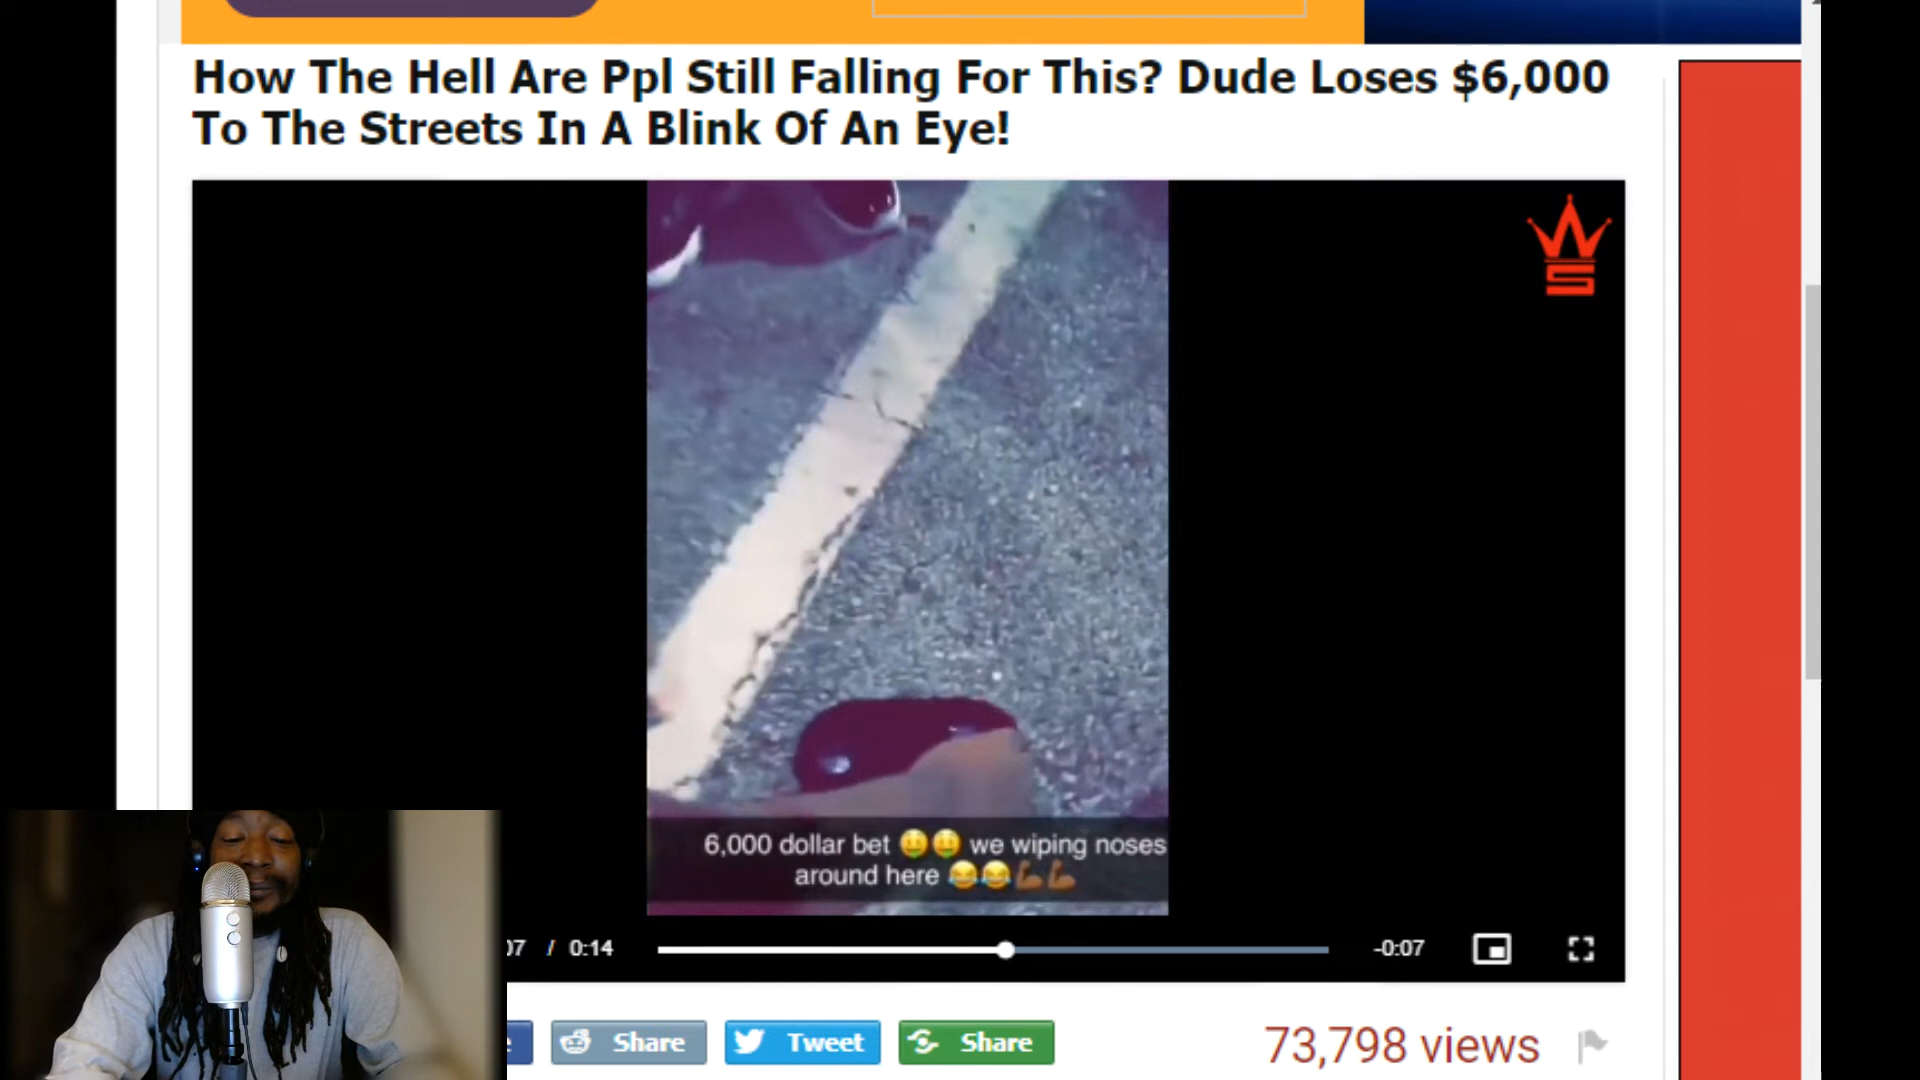 How The Hell Are Ppl Still Falling For This? Dude Loses $6,000
To The Streets In A Blink Of An Eye!
WS
6,000 dollar bet 🤑🤑 we wiping noses
around here 😂😂💪🏾💪🏾
07 / 0:14
-0:07
e
Share
Tweet
Share
73,798 views